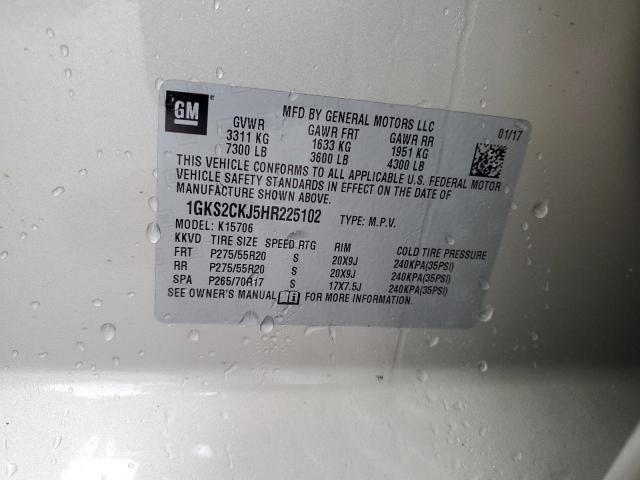 GM
MFD BY GENERAL MOTORS LLC
01/17
GVWR GAWR FRT GAWR RR
3311 KG 1633 KG 1951 KG
7300 LB 3600 LB 4300 LB
THIS VEHICLE CONFORMS TO ALL APPLICABLE U.S. FEDERAL MOTOR
VEHICLE SAFETY STANDARDS IN EFFECT ON THE DATE OF
MANUFACTURE SHOWN ABOVE.
1GKS2CKJ5HR225102 TYPE: M.P.V.
MODEL: K15706
KKVD TIRE SIZE SPEED RTG RIM COLD TIRE PRESSURE
FRT P275/55R20 S 20X9J 240KPA(35PSI)
RR P275/55R20 S 20X9J 240KPA(35PSI)
SPA P265/70R17 S 17X7.5J 240KPA(35PSI)
SEE OWNER'S MANUAL FOR MORE INFORMATION.